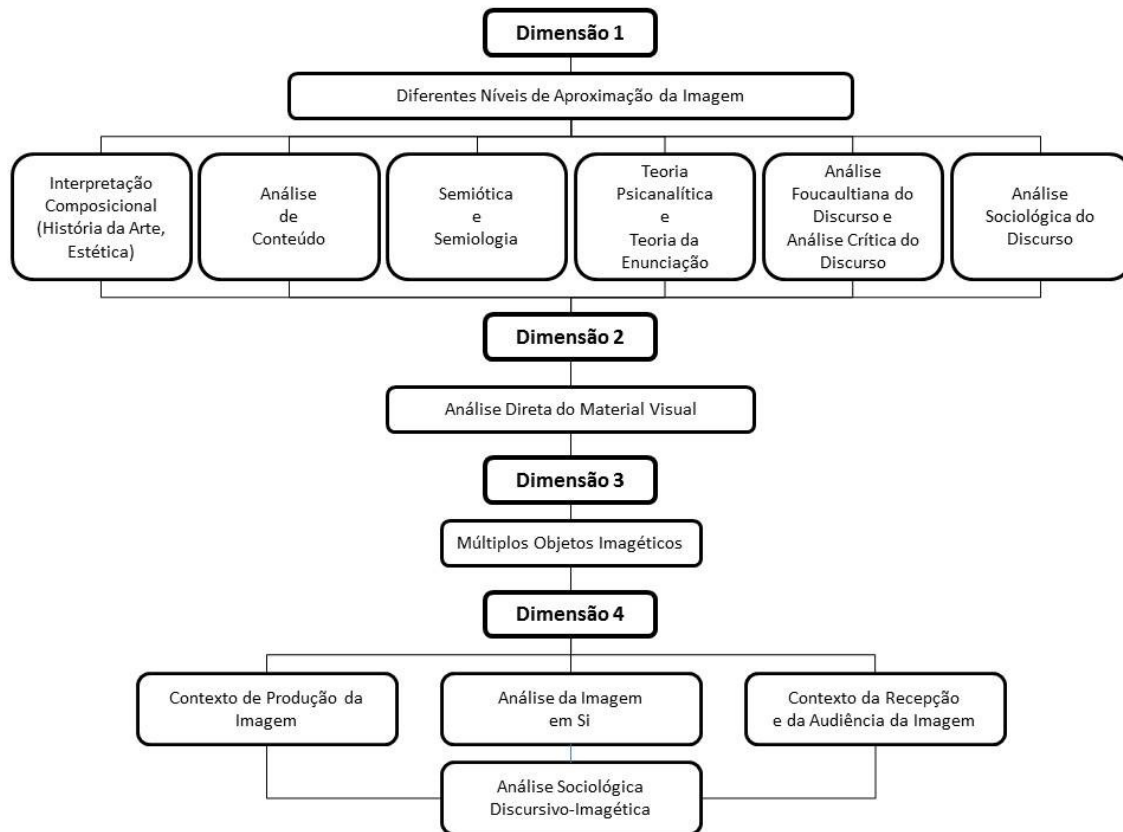 Dimensão 1
Diferentes Níveis de Aproximação da Imagem
Interpretação
Composicional
(História da Arte,
Estética)
Análise
de
Conteúdo
Semiótica
e
Semiologia
Teoria
Psicanalítica
e
Teoria da
Enunciação
Análise
Foucaultiana do
Discurso e
Análise Crítica do
Discurso
Análise
Sociológica do
Discurso
Dimensão 2
Análise Direta do Material Visual
Dimensão 3
Múltiplos Objetos Imagéticos
Dimensão 4
Contexto de Produção da
Imagem
Análise da Imagem
em Si
Contexto da Recepção
e da Audiência da Imagem
Análise Sociológica
Discursivo-Imagética